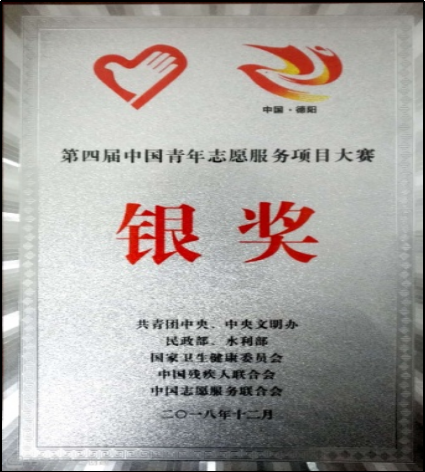 中国·德阳
第四届中国青年志愿服务项目大赛
银奖
共青团中央、中央文明办
民政部、水利部
国家卫生健康委员会
中国残疾人联合会
中国志愿服务联合会
二〇一八年十二月